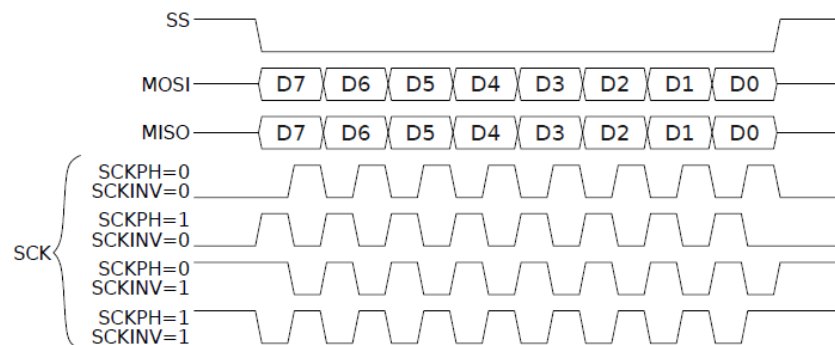 SS
MOSI D7 D6 D5 D4 D3 D2 D1 D0
MISO D7 D6 D5 D4 D3 D2 D1 D0
SCK
SCKPH=0
SCKINV=0
SCKPH=1
SCKINV=0
SCKPH=0
SCKINV=1
SCKPH=1
SCKINV=1